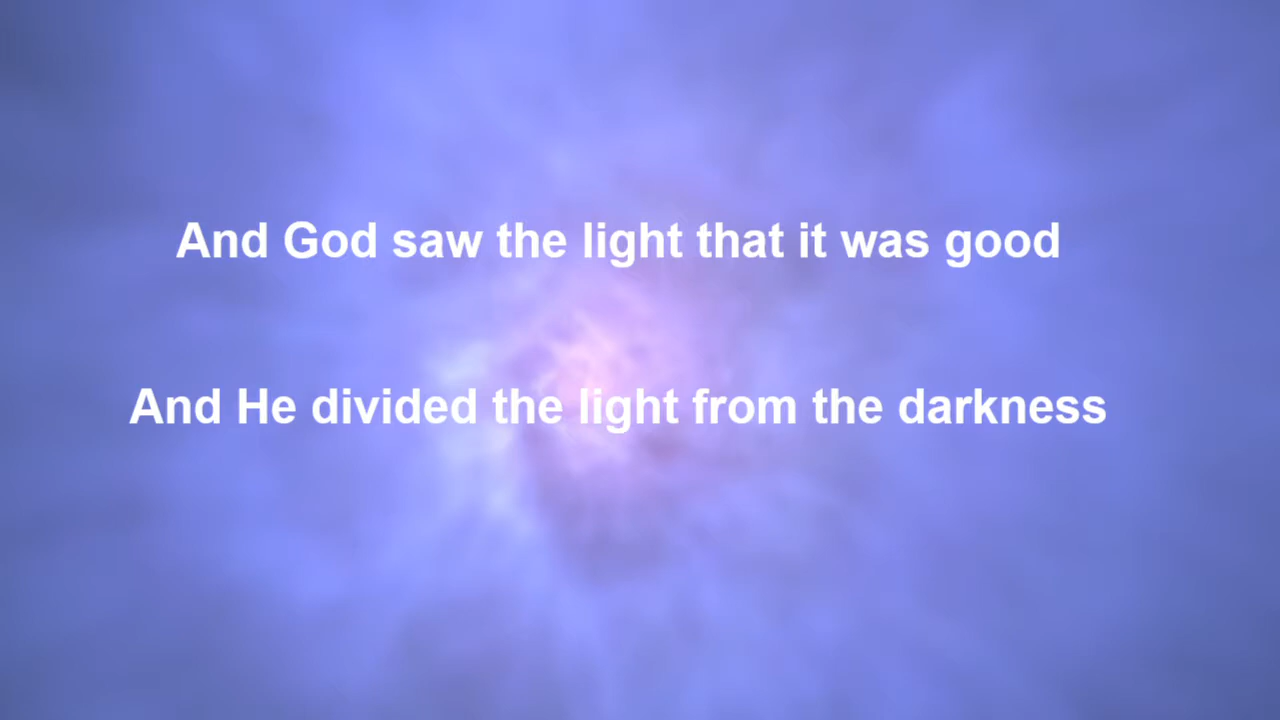 And God saw the light that it was good
And He divided the light from the darkness